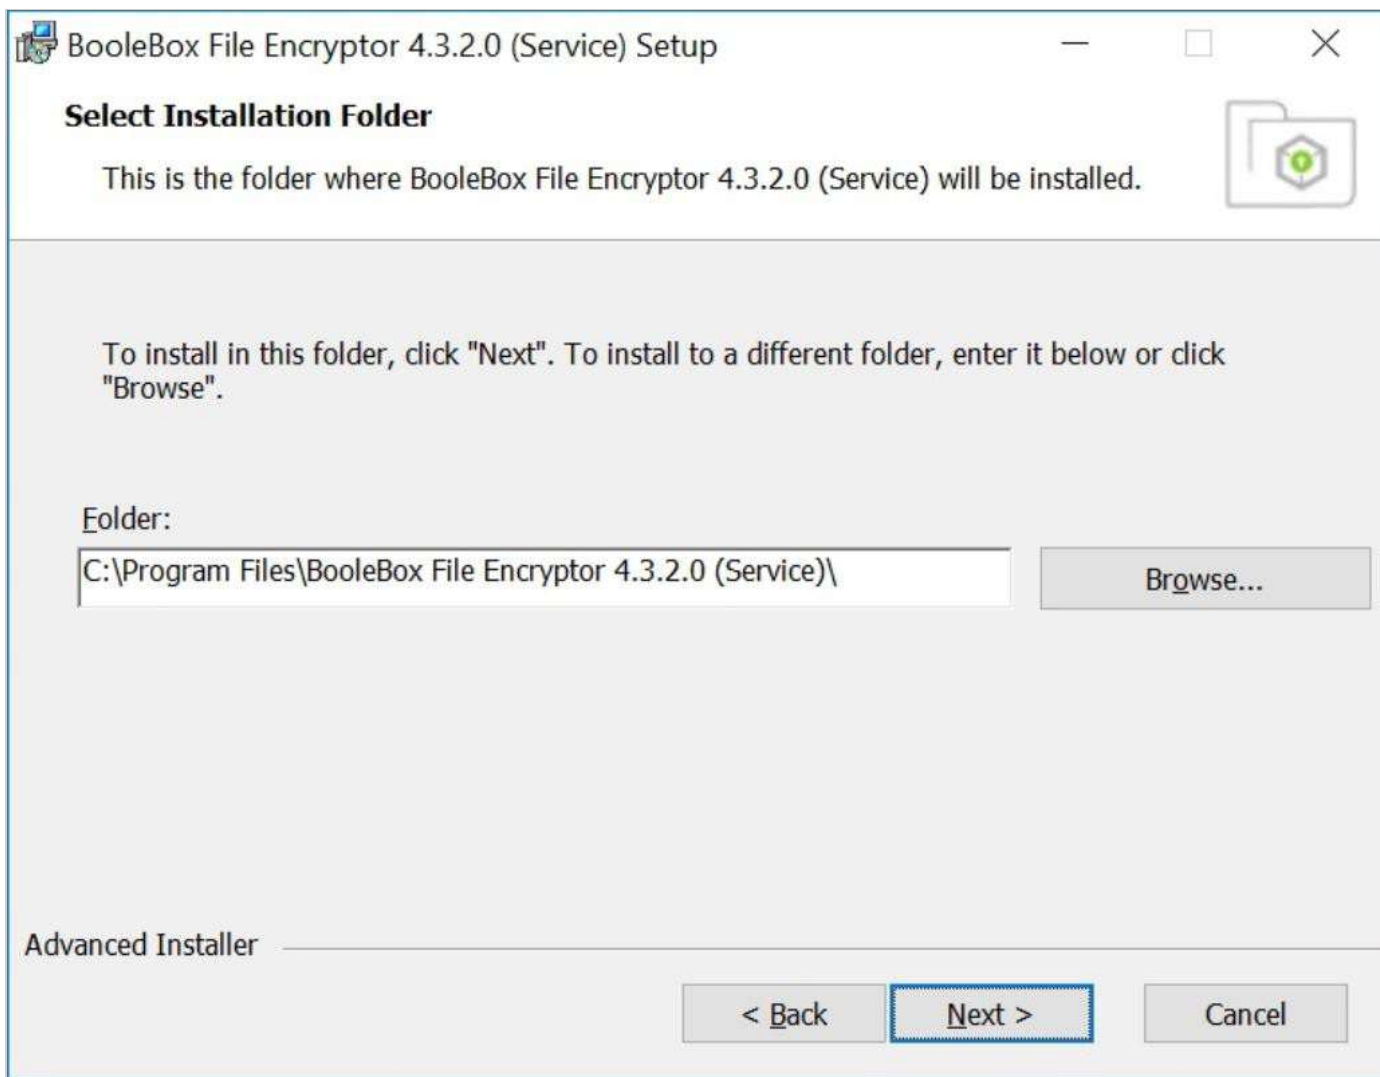 BooleBox File Encryptor 4.3.2.0 (Service) Setup
Select Installation Folder
This is the folder where BooleBox File Encryptor 4.3.2.0 (Service) will be installed.
To install in this folder, click "Next". To install to a different folder, enter it below or click
"Browse".
Folder:
C:\Program Files\BooleBox File Encryptor 4.3.2.0 (Service)\
Browse...
Advanced Installer
< Back
Next >
Cancel